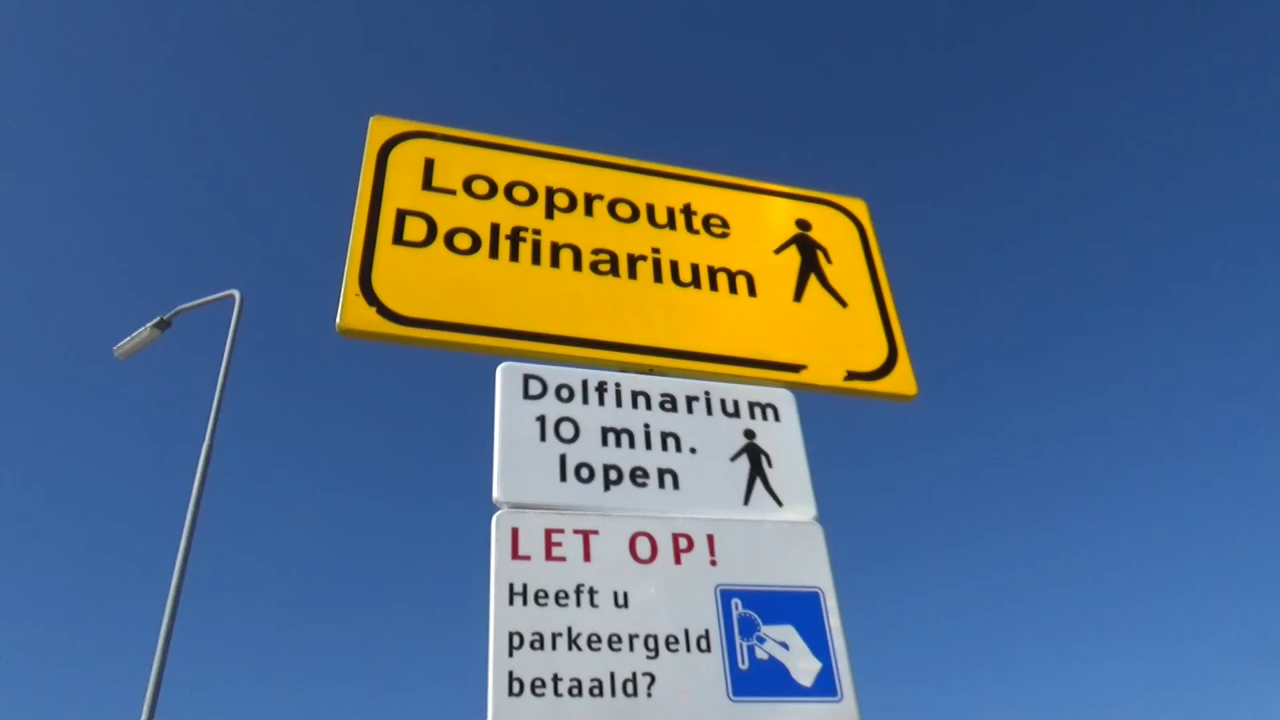 Looproute
Dolfinarium
Dolfinarium
10 min.
lopen
LET OP!
Heeft u
parkeergeld
betaald?